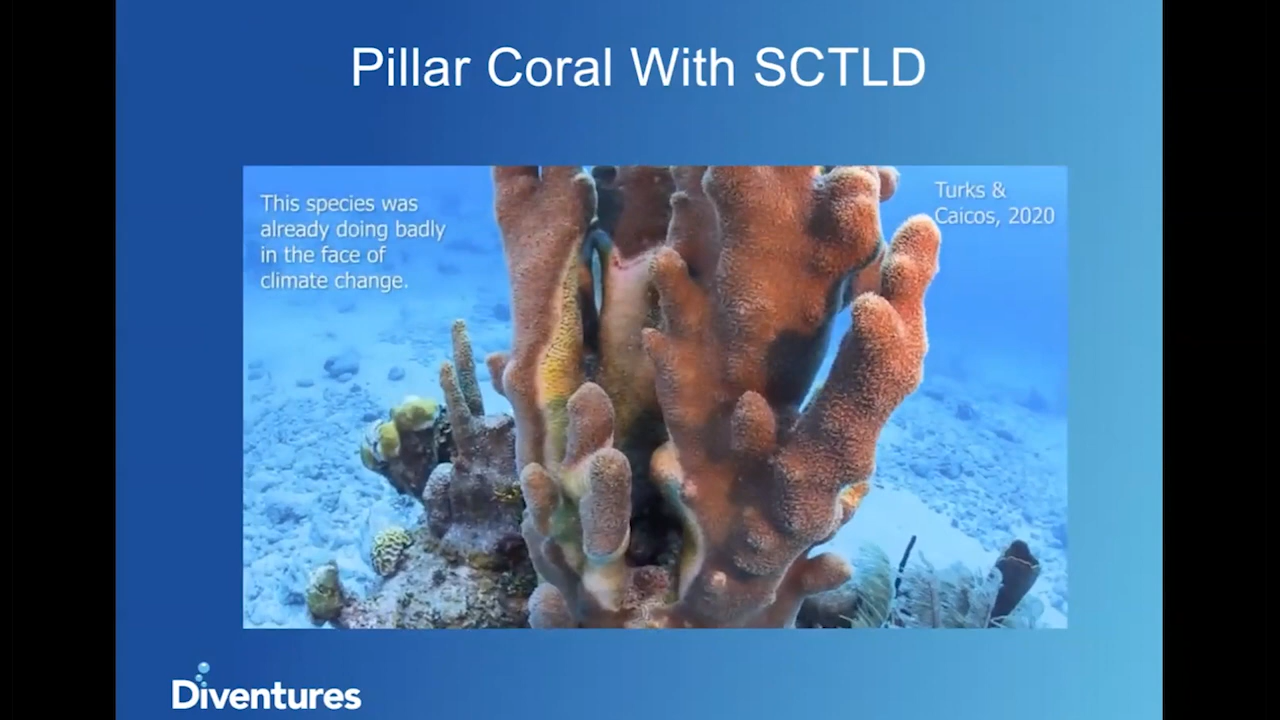 Pillar Coral With SCTLD
This species was
already doing badly
in the face of
climate change.
Turks &
Caicos, 2020
Diventures